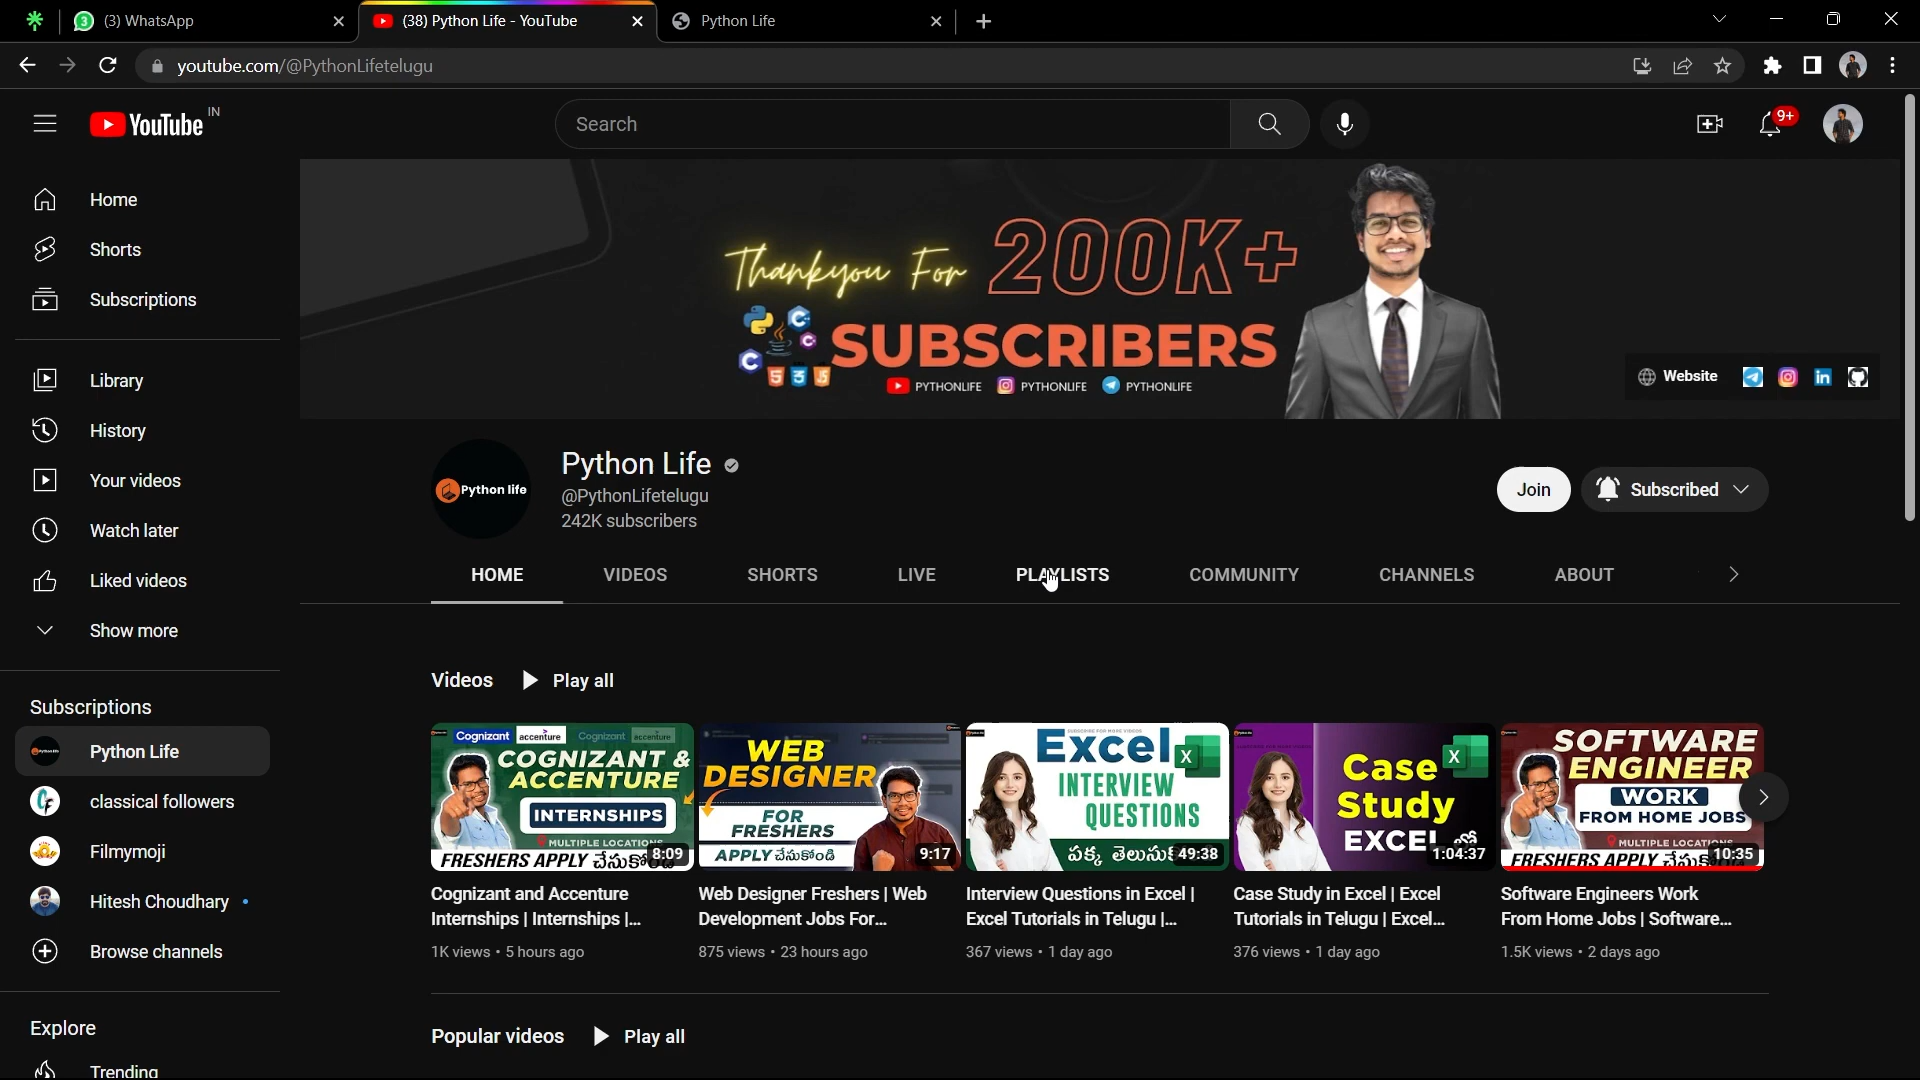 (3) WhatsApp
(38) Python Life - YouTube
Python Life
youtube.com/@PythonLifetelugu
YouTube IN
Search
9+
Home
Shorts
Subscriptions
Library
History
Your videos
Watch later
Liked videos
Show more
Subscriptions
Python Life
classical followers
Filmymoji
Hitesh Choudhary
Browse channels
Explore
Trending
Thankyou For 200K+
SUBSCRIBERS
PYTHONLIFE PYTHONLIFE PYTHONLIFE
Website
Python life
Python Life
@PythonLifetelugu
242K subscribers
Join
Subscribed
HOME VIDEOS SHORTS LIVE PLAYLISTS COMMUNITY CHANNELS ABOUT
Videos Play all
Cognizant accenture Cognizant accenture
COGNIZANT &
ACCENTURE
INTERNSHIPS
MULTIPLE LOCATIONS
FRESHERS APPLY
8:09
Cognizant and Accenture
Internships | Internships |...
1K views • 5 hours ago
WEB
DESIGNER
FOR
FRESHERS
APPLY చేసుకోండి
9:17
Web Designer Freshers | Web
Development Jobs For...
875 views • 23 hours ago
SUBSCRIBE FOR MORE VIDEOS
Excel
INTERVIEW
QUESTIONS
పక్క
49:38
Interview Questions in Excel |
Excel Tutorials in Telugu |...
367 views • 1 day ago
Case
Study
EXCEL లో
1:04:37
Case Study in Excel | Excel
Tutorials in Telugu | Excel...
376 views • 1 day ago
SOFTWARE
ENGINEER
WORK
FROM HOME JOBS
MULTIPLE LOCATIONS
FRESHERS APPLY
10:35
Software Engineers Work
From Home Jobs | Software...
1.5K views • 2 days ago
Popular videos Play all